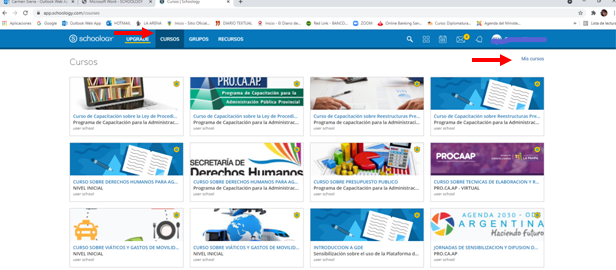 Carmen Sierra - Outlook Web A
Microsoft Word - SCHOOLOGY
Cursos | Schoology
app.schoology.com/courses
Aplicaciones
Google
Outlook Web App
HOTMAIL
LA ARENA
Inicio - Sitio Oficial...
DIARIO TEXTUAL
Inicio - El Diario de...
Red Link - BANCO...
ZOOM
Online Banking San...
Curso: Diplomatura...
Agenda del Ministe...
Lista de lectura
schoology
UPGRADE
CURSOS
GRUPOS
RECURSOS
Cursos
Mis cursos
PRO.CA.AP.
Programa de Capacitación para la
Administración Pública Provincial
Curso de Capacitación sobre la Ley de Procedi...
Programa de Capacitación para la Administrac...
user school
Curso de Capacitación sobre la Ley de Procedi...
Programa de Capacitación para la Administrac...
user school
Curso de Capacitación sobre Reestructuras Pre...
Programa de Capacitación para la Administrac...
user school
Curso de Capacitación sobre Reestructuras Pre...
Programa de Capacitación para la Administrac...
user school
SECRETARÍA DE
Derechos Humanos
PROCAAP
CURSO SOBRE DERECHOS HUMANOS PARA AG...
NIVEL INICIAL
user school
CURSO SOBRE DERECHOS HUMANOS PARA AG...
Programa de Capacitación para la Administrac...
user school
CURSO SOBRE PRESUPUESTO PUBLICO
Programa de Capacitación para la Administrac...
user school
CURSO SOBRE TECNICAS DE ELABORACIÓN Y R...
PRO.CA.AP - VIRTUAL
user school
AGENDA 2030 - ODS
ARGENTINA
Haciendo futuro
CURSO SOBRE VIÁTICOS Y GASTOS DE MOVILID...
NIVEL INICIAL
user school
CURSO SOBRE VIÁTICOS Y GASTOS DE MOVILID...
NIVEL INICIAL
user school
INTRODUCCIÓN A GDE
Sensibilización sobre el uso de la Plataforma d...
user school
JORNADAS DE SENSIBILIZACION Y DIFUSION D...
PRO.CA.AP.
user school